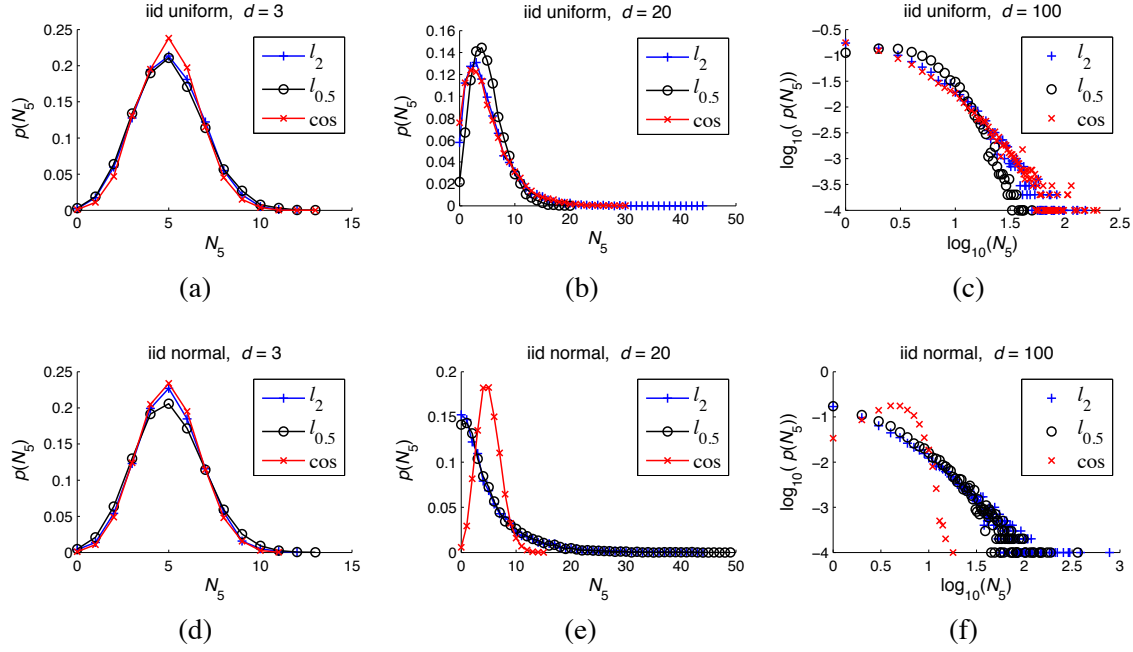 iid uniform, d = 3
p(N5)
0.25
0.2
0.15
0.1
0.05
0
0 5 10 15
N5
l2
l0.5
cos
(a)
iid uniform, d = 20
p(N5)
0.16
0.14
0.12
0.1
0.08
0.06
0.04
0.02
0
0 10 20 30 40 50
N5
l2
l0.5
cos
(b)
iid uniform, d = 100
log10( p(N5))
−0.5
−1
−1.5
−2
−2.5
−3
−3.5
−4
0 0.5 1 1.5 2 2.5
log10(N5)
l2
l0.5
cos
(c)
iid normal, d = 3
p(N5)
0.25
0.2
0.15
0.1
0.05
0
0 5 10 15
N5
l2
l0.5
cos
(d)
iid normal, d = 20
p(N5)
0.2
0.15
0.1
0.05
0
0 10 20 30 40 50
N5
l2
l0.5
cos
(e)
iid normal, d = 100
log10( p(N5))
0
−1
−2
−3
−4
0.0 0.5 1.0 1.5 2.0 2.5 3
log10(N5)
l2
l0.5
cos
(f)